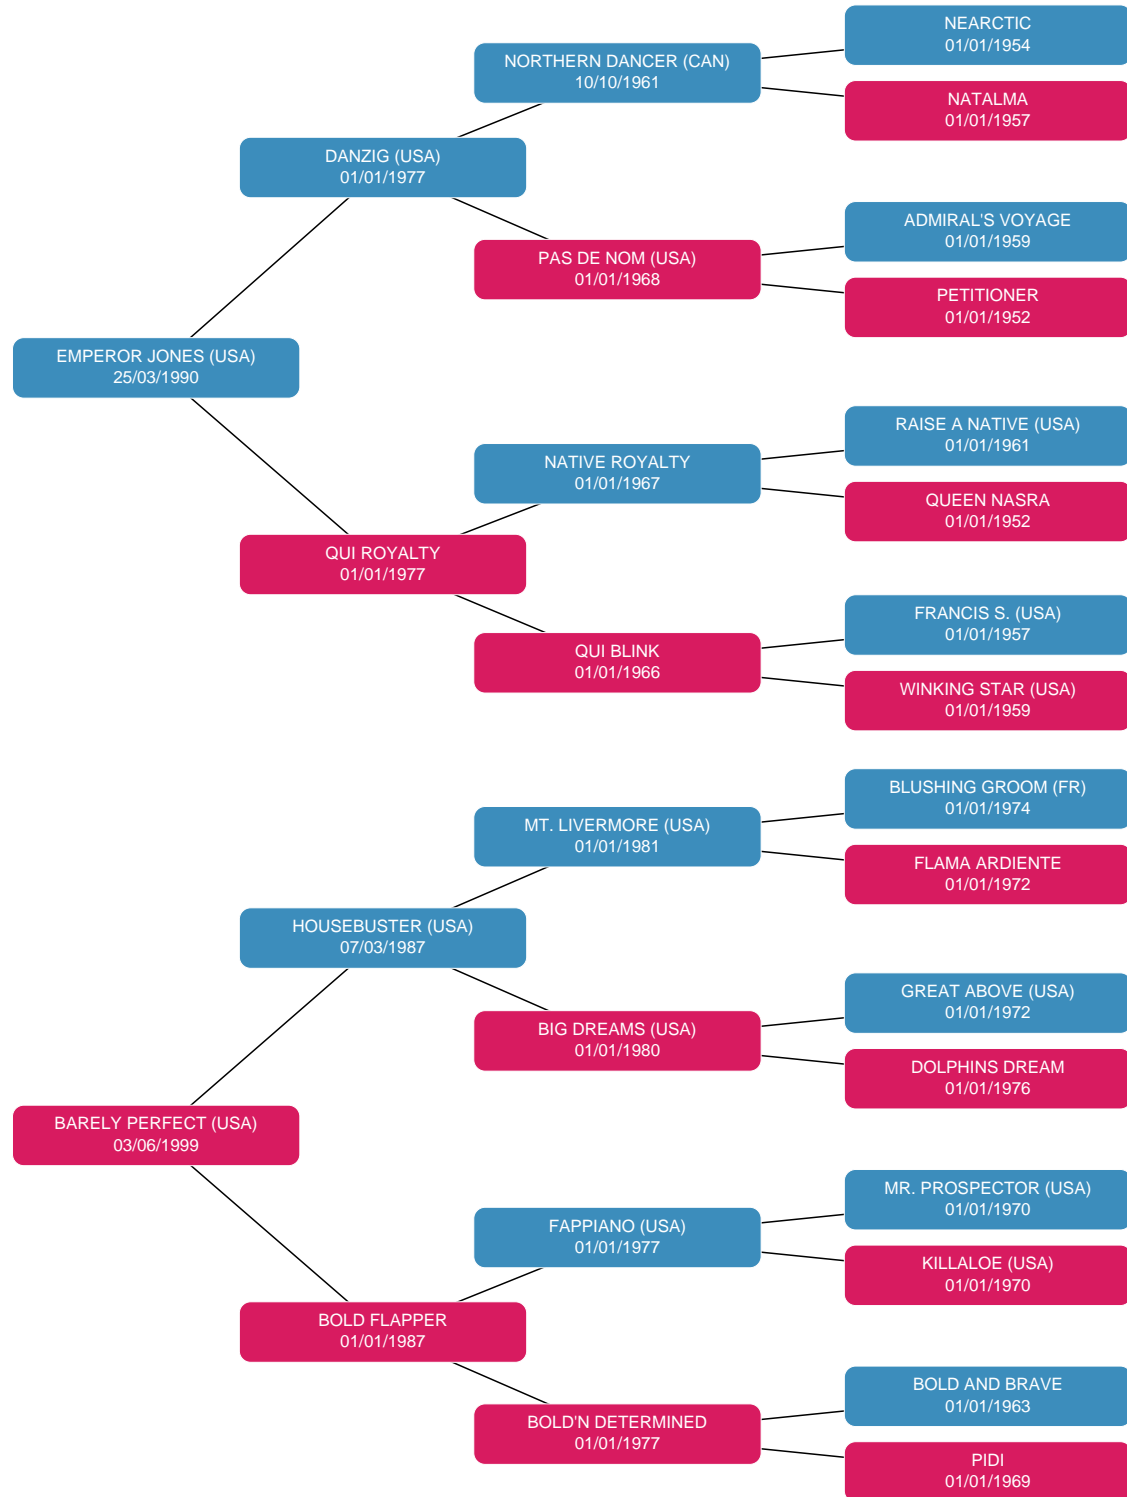 NEARCTIC
01/01/1954
NORTHERN DANCER (CAN)
10/10/1961
NATALMA
01/01/1957
DANZIG (USA)
01/01/1977
ADMIRAL'S VOYAGE
01/01/1959
PAS DE NOM (USA)
01/01/1968
PETITIONER
01/01/1952
EMPEROR JONES (USA)
25/03/1990
RAISE A NATIVE (USA)
01/01/1961
NATIVE ROYALTY
01/01/1967
QUEEN NASRA
01/01/1952
QUI ROYALTY
01/01/1977
FRANCIS S. (USA)
01/01/1957
QUI BLINK
01/01/1966
WINKING STAR (USA)
01/01/1959
BLUSHING GROOM (FR)
01/01/1974
MT. LIVERMORE (USA)
01/01/1981
FLAMA ARDIENTE
01/01/1972
HOUSEBUSTER (USA)
07/03/1987
GREAT ABOVE (USA)
01/01/1972
BIG DREAMS (USA)
01/01/1980
DOLPHINS DREAM
01/01/1976
BARELY PERFECT (USA)
03/06/1999
MR. PROSPECTOR (USA)
01/01/1970
FAPPIANO (USA)
01/01/1977
KILLALOE (USA)
01/01/1970
BOLD FLAPPER
01/01/1987
BOLD AND BRAVE
01/01/1963
BOLD'N DETERMINED
01/01/1977
PIDI
01/01/1969